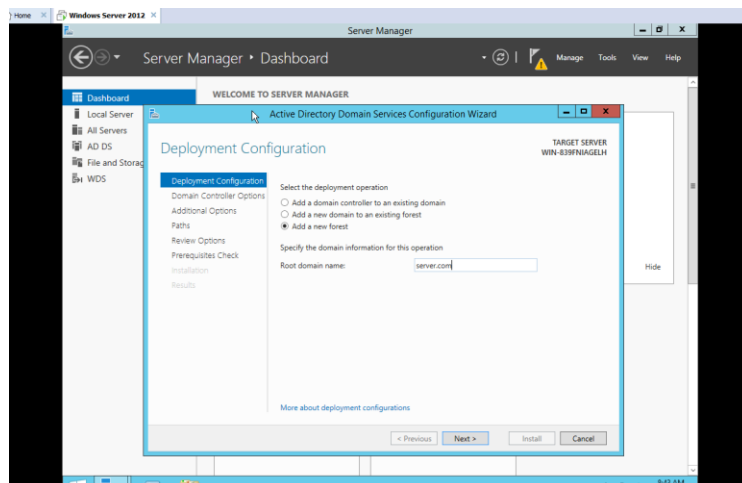 Home
Windows Server 2012
Server Manager
Server Manager • Dashboard
Manage Tools View Help
Dashboard
Local Server
All Servers
AD DS
File and Storag
WDS
WELCOME TO SERVER MANAGER
Active Directory Domain Services Configuration Wizard
Deployment Configuration
TARGET SERVER
WIN-839FNIAGELH
Deployment Configuration
Domain Controller Options
Additional Options
Paths
Review Options
Prerequisites Check
Installation
Results
Select the deployment operation
Add a domain controller to an existing domain
Add a new domain to an existing forest
Add a new forest
Specify the domain information for this operation
Root domain name: server.com
More about deployment configurations
Hide
< Previous Next > Install Cancel